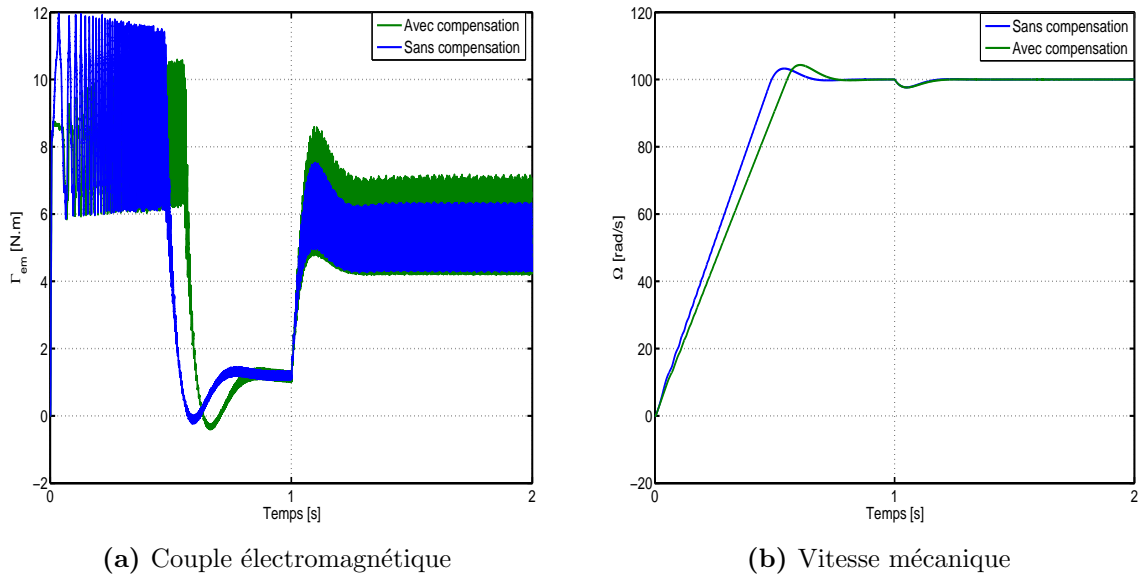 12
10
8
6
4
2
0
−2
0
1
2
Temps [s]
Γem [N.m]
Avec compensation
Sans compensation
(a) Couple électromagnétique
120
100
80
60
40
20
0
−20
0
1
2
Temps [s]
Ω [rad/s]
Sans compensation
Avec compensation
(b) Vitesse mécanique